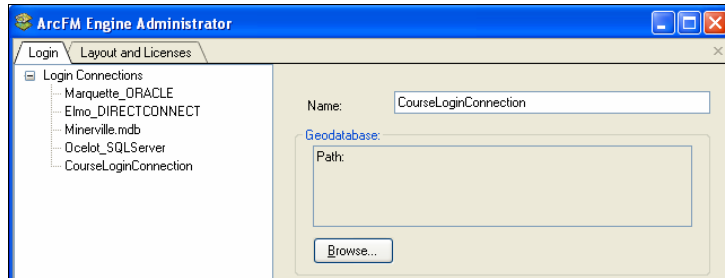 ArcFM Engine Administrator
Login
Layout and Licenses
Login Connections
Marquette_ORACLE
Elmo_DIRECTCONNECT
Minerville.mdb
Ocelot_SQLServer
CourseLoginConnection
Name: CourseLoginConnection
Geodatabase:
Path:
Browse...